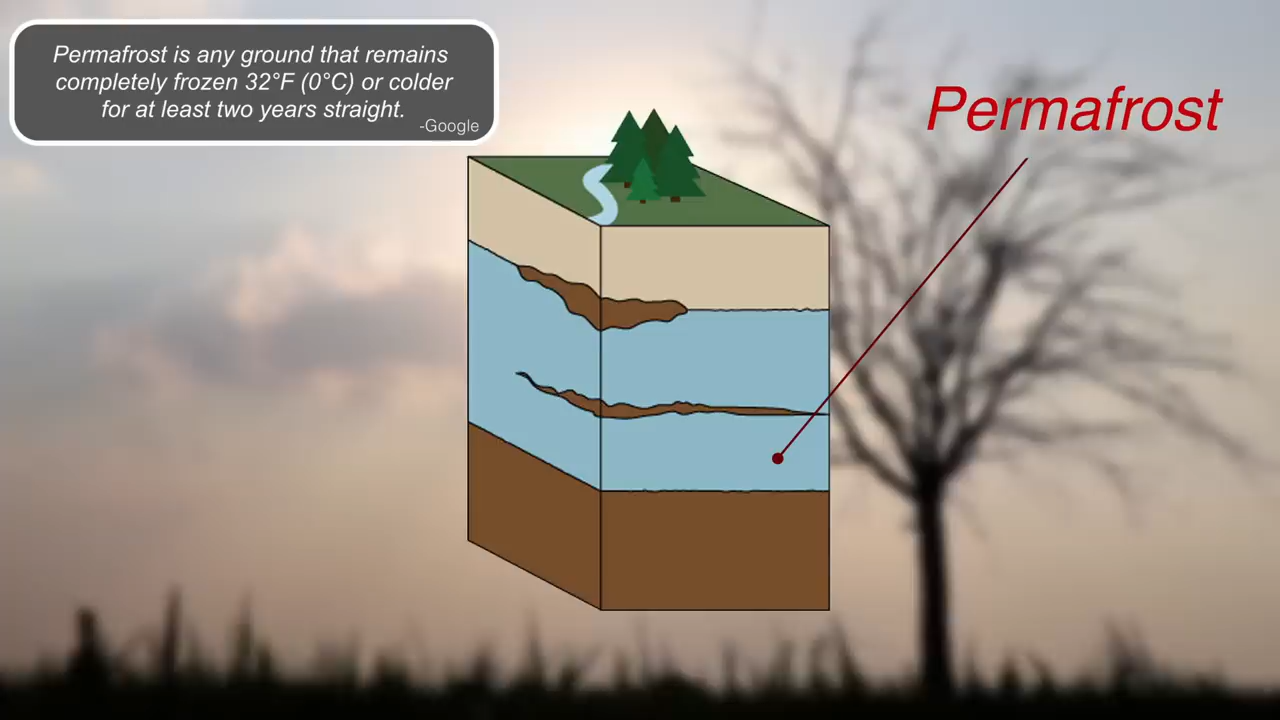 Permafrost is any ground that remains
completely frozen 32°F (0°C) or colder
for at least two years straight.
-Google
Permafrost